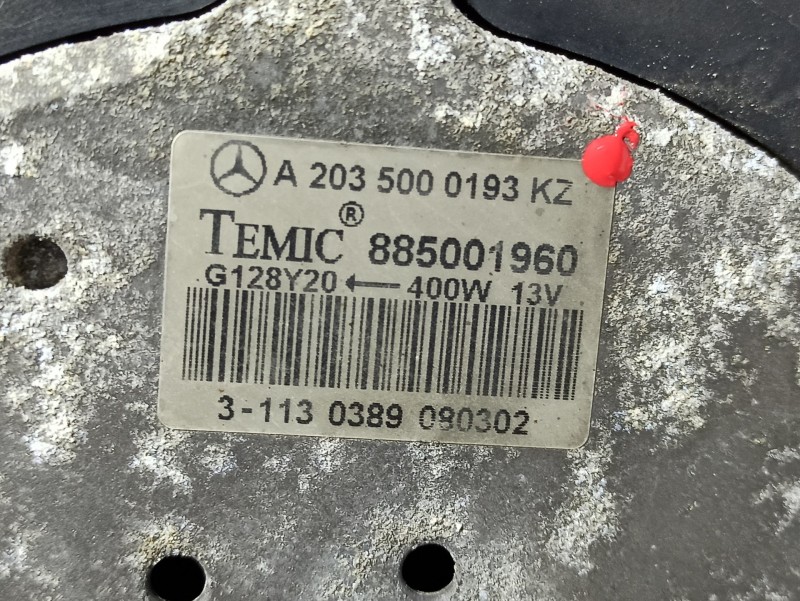 A 203 500 0193 KZ
TEMIC ® 885001960
G128Y20 ← 400W 13V
3-113 0389 080302